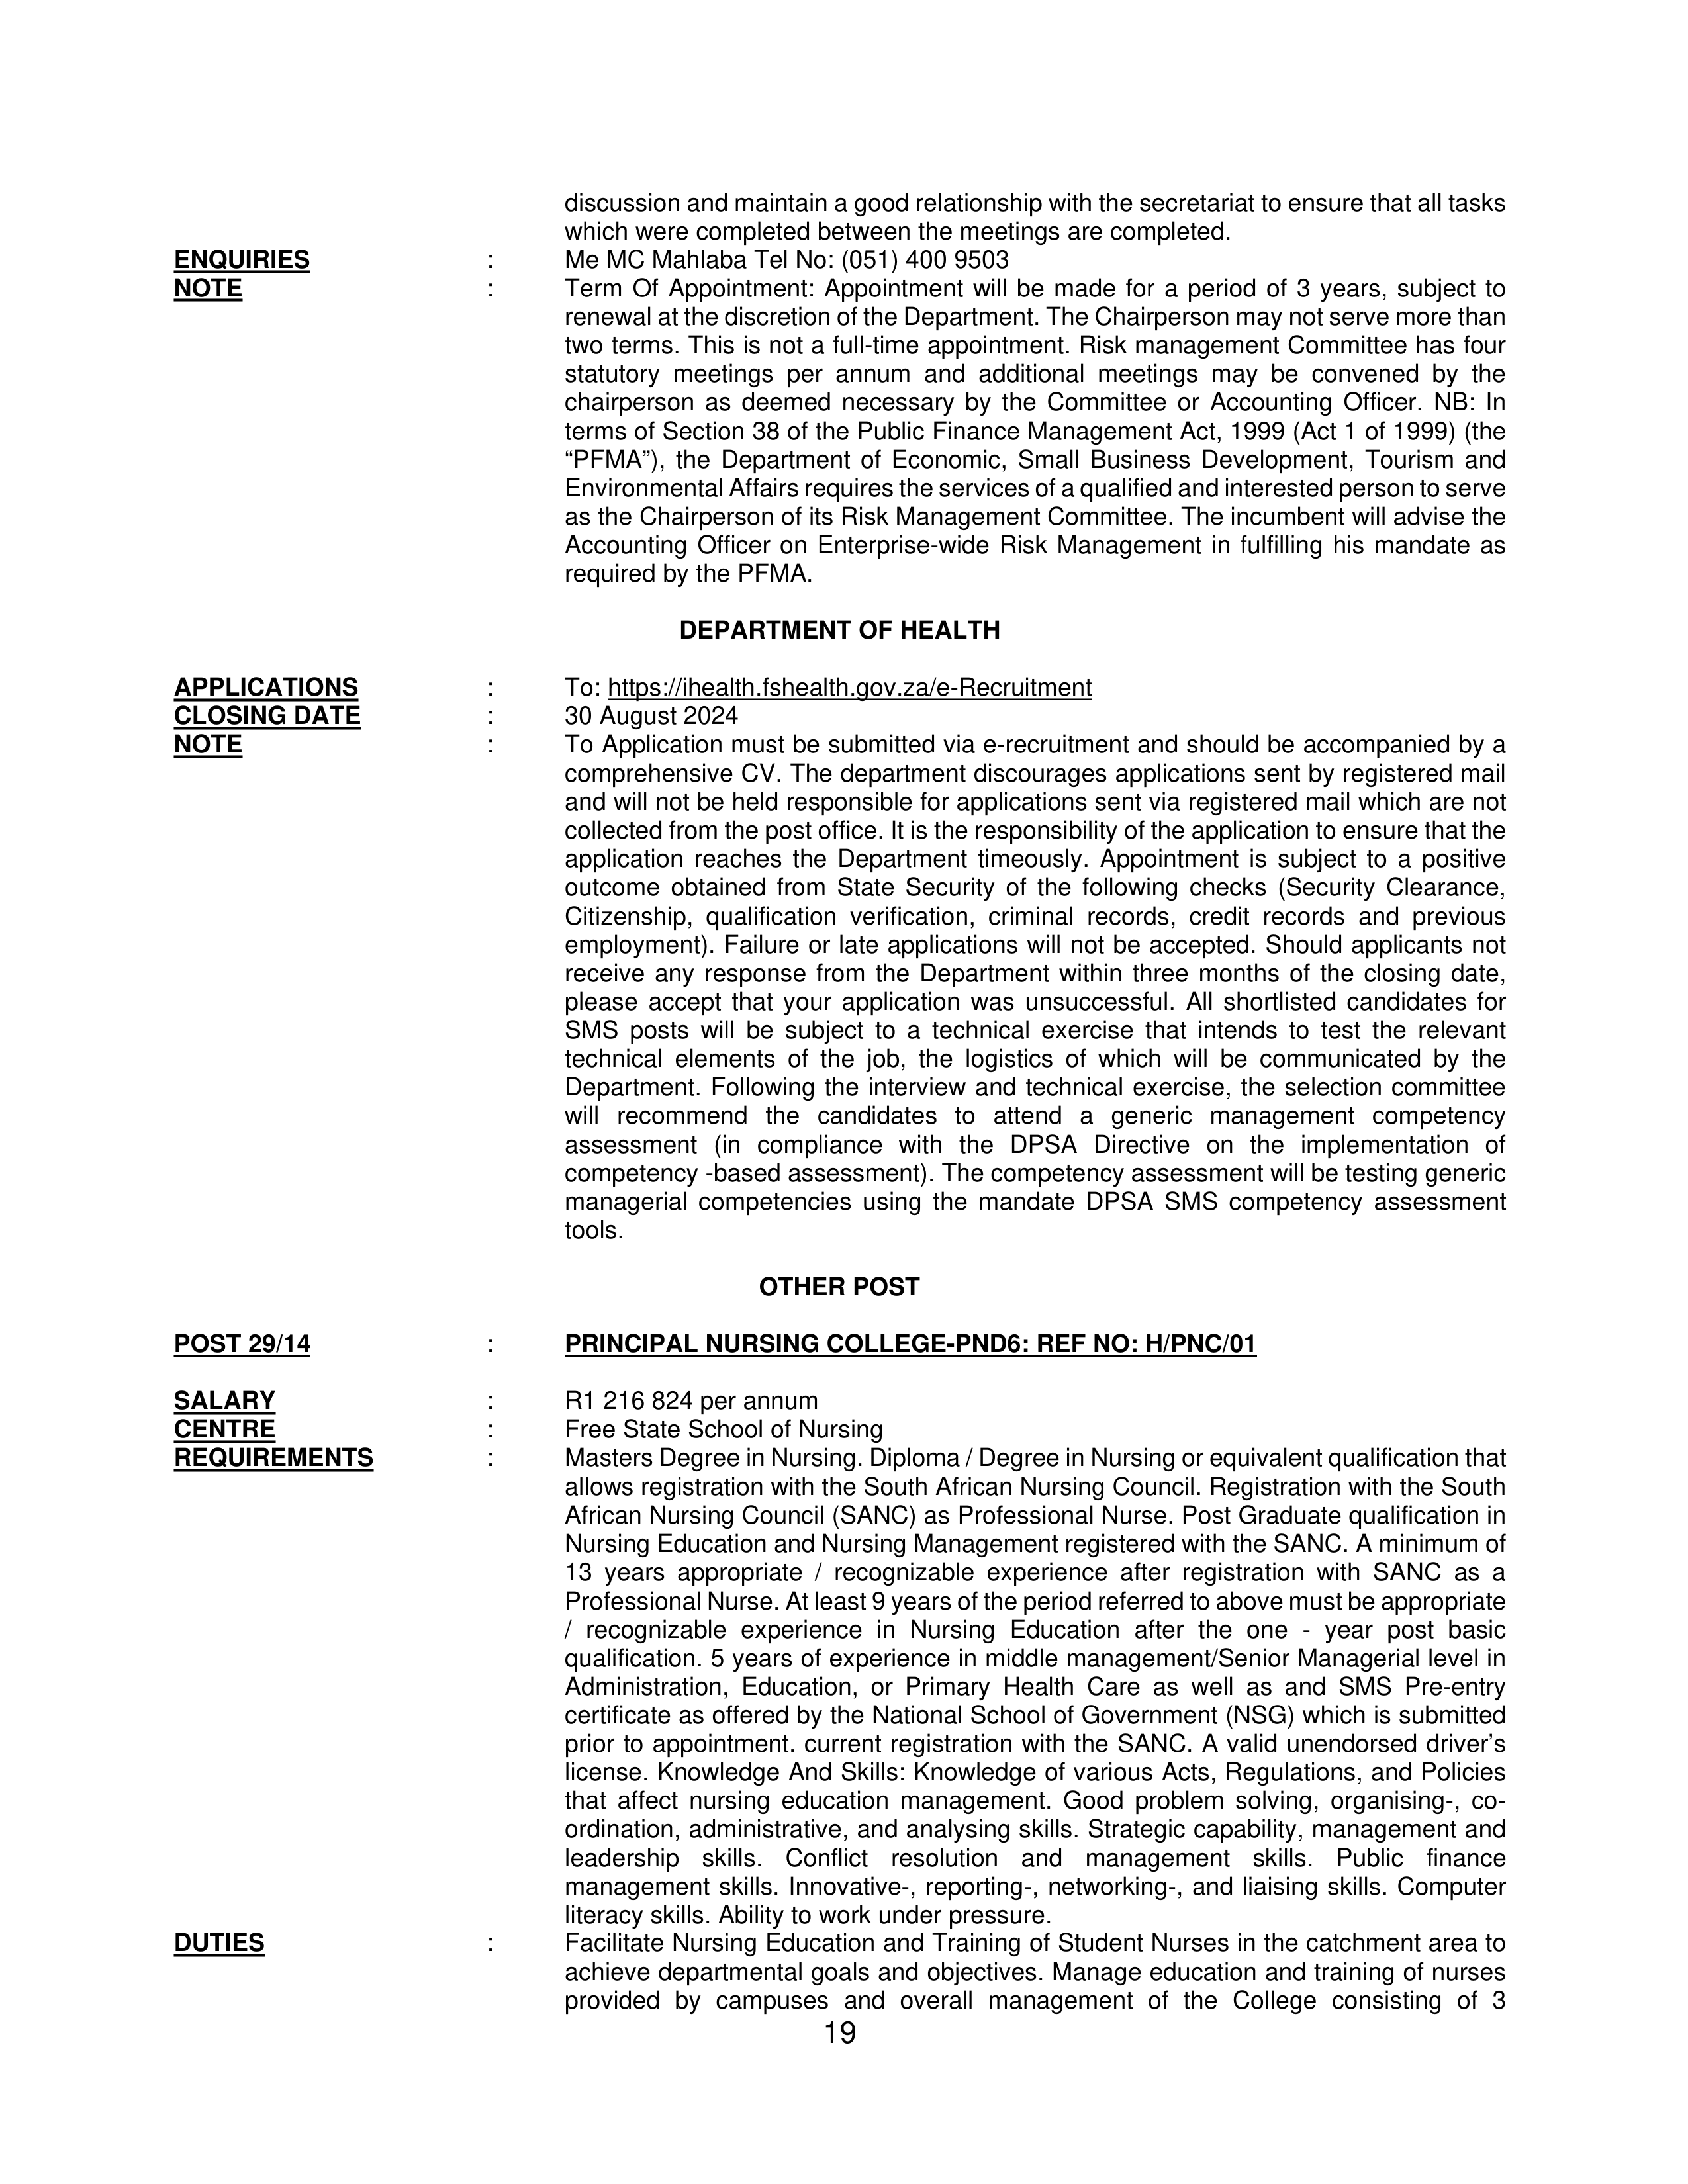 discussion and maintain a good relationship with the secretariat to ensure that all tasks
which were completed between the meetings are completed.
ENQUIRIES : Me MC Mahlaba Tel No: (051) 400 9503
NOTE : Term Of Appointment: Appointment will be made for a period of 3 years, subject to
renewal at the discretion of the Department. The Chairperson may not serve more than
two terms. This is not a full-time appointment. Risk management Committee has four
statutory meetings per annum and additional meetings may be convened by the
chairperson as deemed necessary by the Committee or Accounting Officer. NB: In
terms of Section 38 of the Public Finance Management Act, 1999 (Act 1 of 1999) (the
“PFMA”), the Department of Economic, Small Business Development, Tourism and
Environmental Affairs requires the services of a qualified and interested person to serve
as the Chairperson of its Risk Management Committee. The incumbent will advise the
Accounting Officer on Enterprise-wide Risk Management in fulfilling his mandate as
required by the PFMA.
DEPARTMENT OF HEALTH
APPLICATIONS : To: https://ihealth.fshealth.gov.za/e-Recruitment
CLOSING DATE : 30 August 2024
NOTE : To Application must be submitted via e-recruitment and should be accompanied by a
comprehensive CV. The department discourages applications sent by registered mail
and will not be held responsible for applications sent via registered mail which are not
collected from the post office. It is the responsibility of the application to ensure that the
application reaches the Department timeously. Appointment is subject to a positive
outcome obtained from State Security of the following checks (Security Clearance,
Citizenship, qualification verification, criminal records, credit records and previous
employment). Failure or late applications will not be accepted. Should applicants not
receive any response from the Department within three months of the closing date,
please accept that your application was unsuccessful. All shortlisted candidates for
SMS posts will be subject to a technical exercise that intends to test the relevant
technical elements of the job, the logistics of which will be communicated by the
Department. Following the interview and technical exercise, the selection committee
will recommend the candidates to attend a generic management competency
assessment (in compliance with the DPSA Directive on the implementation of
competency -based assessment). The competency assessment will be testing generic
managerial competencies using the mandate DPSA SMS competency assessment
tools.
OTHER POST
POST 29/14 : PRINCIPAL NURSING COLLEGE-PND6: REF NO: H/PNC/01
SALARY : R1 216 824 per annum
CENTRE : Free State School of Nursing
REQUIREMENTS : Masters Degree in Nursing. Diploma / Degree in Nursing or equivalent qualification that
allows registration with the South African Nursing Council. Registration with the South
African Nursing Council (SANC) as Professional Nurse. Post Graduate qualification in
Nursing Education and Nursing Management registered with the SANC. A minimum of
13 years appropriate / recognizable experience after registration with SANC as a
Professional Nurse. At least 9 years of the period referred to above must be appropriate
/ recognizable experience in Nursing Education after the one - year post basic
qualification. 5 years of experience in middle management/Senior Managerial level in
Administration, Education, or Primary Health Care as well as and SMS Pre-entry
certificate as offered by the National School of Government (NSG) which is submitted
prior to appointment. current registration with the SANC. A valid unendorsed driver’s
license. Knowledge And Skills: Knowledge of various Acts, Regulations, and Policies
that affect nursing education management. Good problem solving, organising-, co-
ordination, administrative, and analysing skills. Strategic capability, management and
leadership skills. Conflict resolution and management skills. Public finance
management skills. Innovative-, reporting-, networking-, and liaising skills. Computer
literacy skills. Ability to work under pressure.
DUTIES : Facilitate Nursing Education and Training of Student Nurses in the catchment area to
achieve departmental goals and objectives. Manage education and training of nurses
provided by campuses and overall management of the College consisting of 3
19